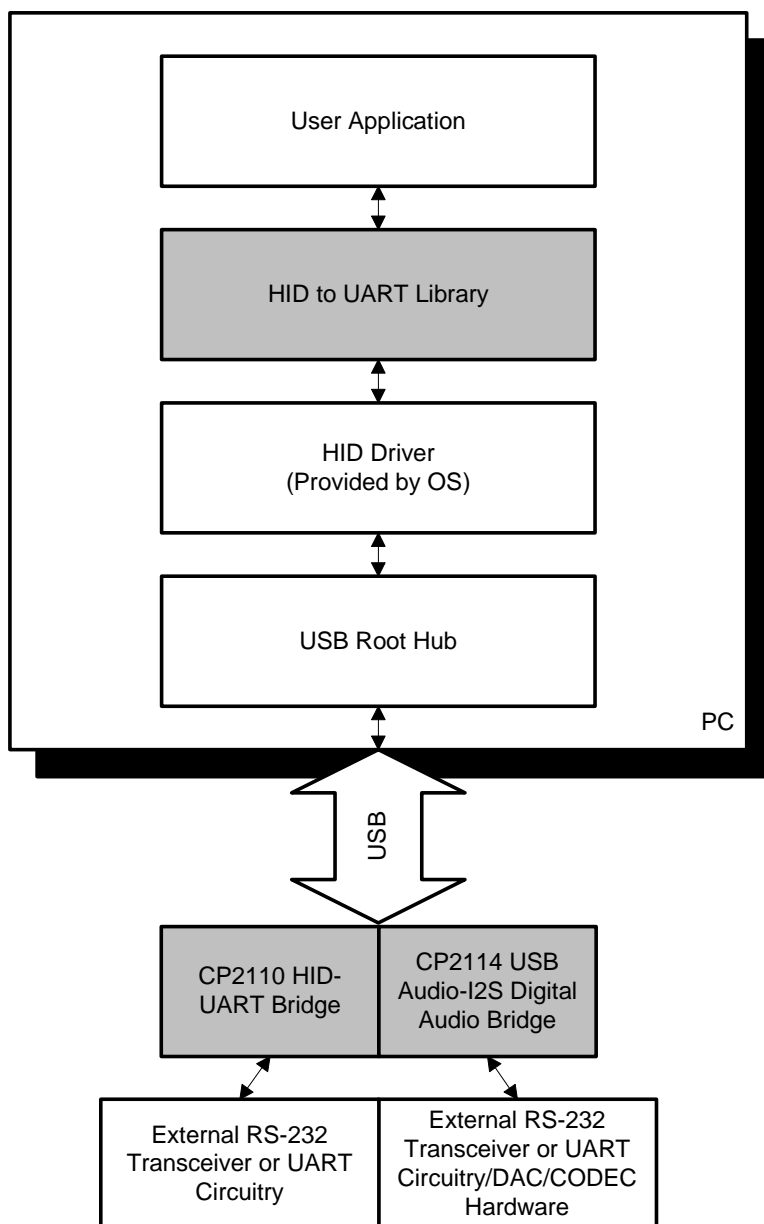 User Application
HID to UART Library
HID Driver
(Provided by OS)
USB Root Hub
PC
USB
CP2110 HID-
UART Bridge
CP2114 USB
Audio-I2S Digital
Audio Bridge
External RS-232
Transceiver or UART
Circuitry
External RS-232
Transceiver or UART
Circuitry/DAC/CODEC
Hardware